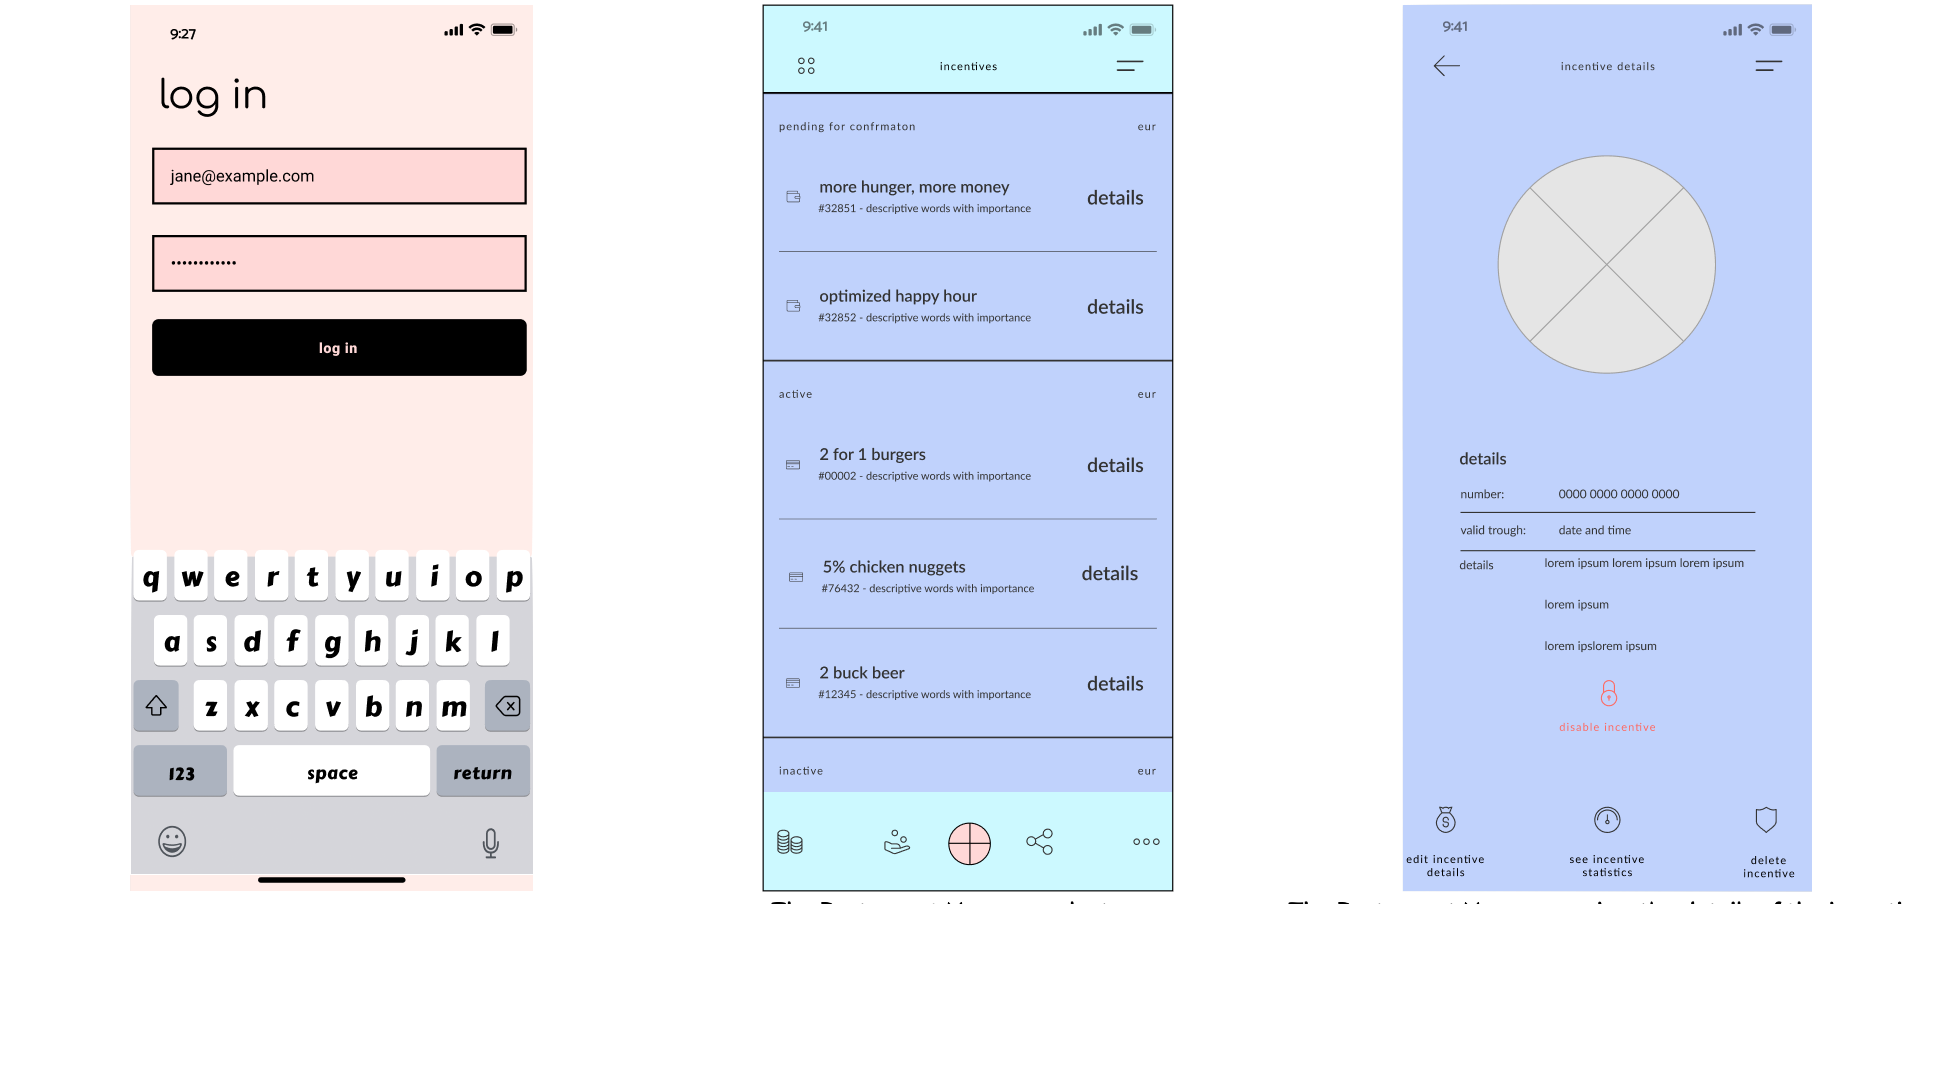 9:27
log in
jane@example.com
••••••••••••
log in
q w e r t y u i o p
a s d f g h j k l
z x c v b n m
123 space return
9:41
incentives
pending for confrmaton eur
more hunger, more money
#32851 - descriptive words with importance
details
optimized happy hour
#32852 - descriptive words with importance
details
active eur
2 for 1 burgers
#00002 - descriptive words with importance
details
5% chicken nuggets
#76432 - descriptive words with importance
details
2 buck beer
#12345 - descriptive words with importance
details
inactive eur
9:41
incentive details
details
number: 0000 0000 0000 0000
valid trough: date and time
details lorem ipsum lorem ipsum lorem ipsum
lorem ipsum
lorem ipslorem ipsum
disable incentive
edit incentive
details
see incentive
statistics
delete
incentive